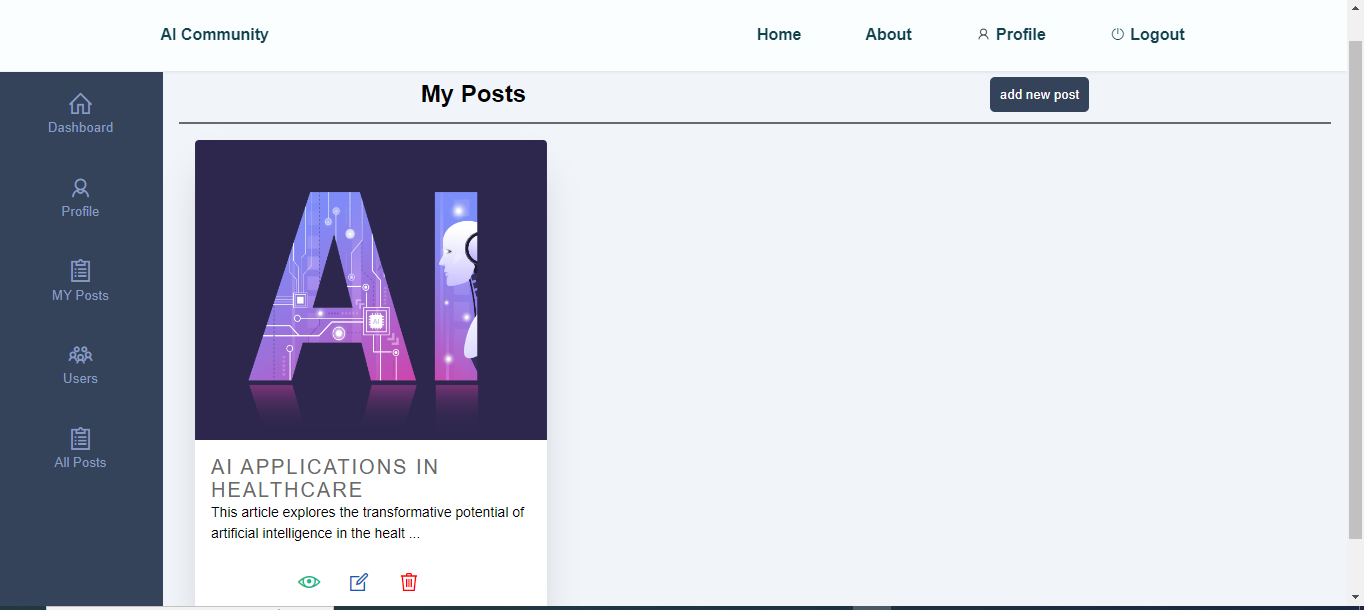 AI Community
Home
About
Profile
Logout
Dashboard
Profile
MY Posts
Users
All Posts
My Posts
add new post
AI
AI APPLICATIONS IN
HEALTHCARE
This article explores the transformative potential of
artificial intelligence in the healt ...